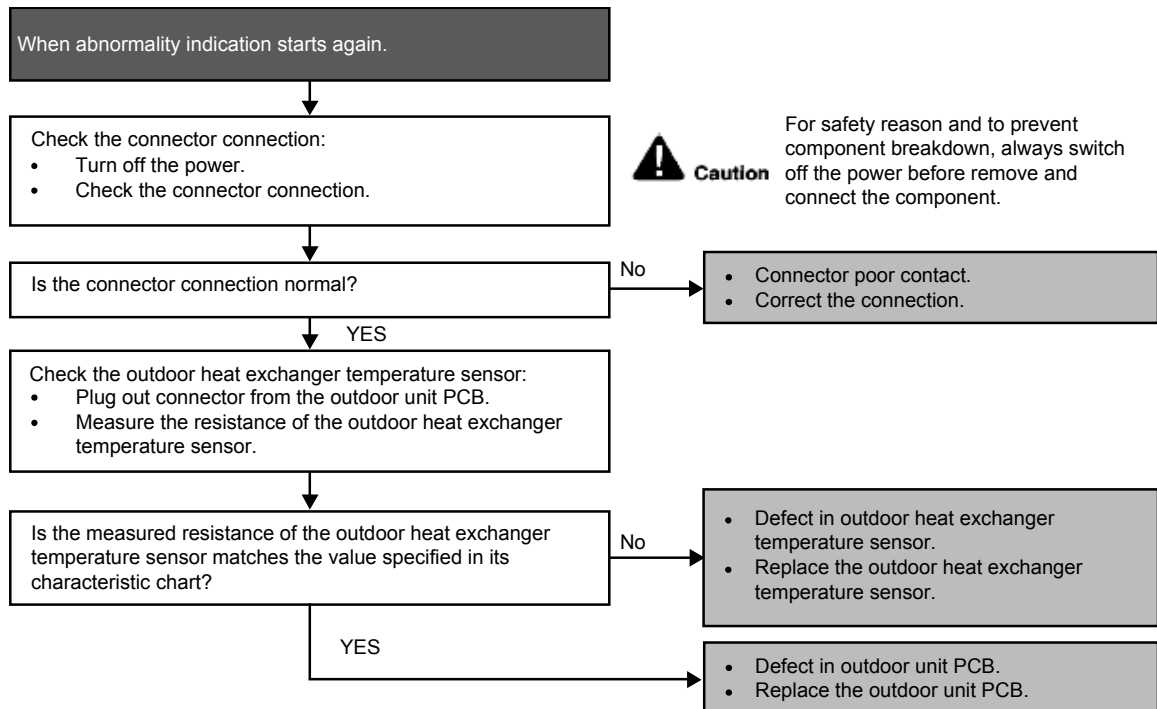 When abnormality indication starts again.
Check the connector connection:
• Turn off the power.
• Check the connector connection.
For safety reason and to prevent
component breakdown, always switch
off the power before remove and
connect the component.
Caution
Is the connector connection normal?
No
• Connector poor contact.
• Correct the connection.
YES
Check the outdoor heat exchanger temperature sensor:
• Plug out connector from the outdoor unit PCB.
• Measure the resistance of the outdoor heat exchanger
temperature sensor.
Is the measured resistance of the outdoor heat exchanger
temperature sensor matches the value specified in its
characteristic chart?
No
• Defect in outdoor heat exchanger
temperature sensor.
• Replace the outdoor heat exchanger
temperature sensor.
YES
• Defect in outdoor unit PCB.
• Replace the outdoor unit PCB.